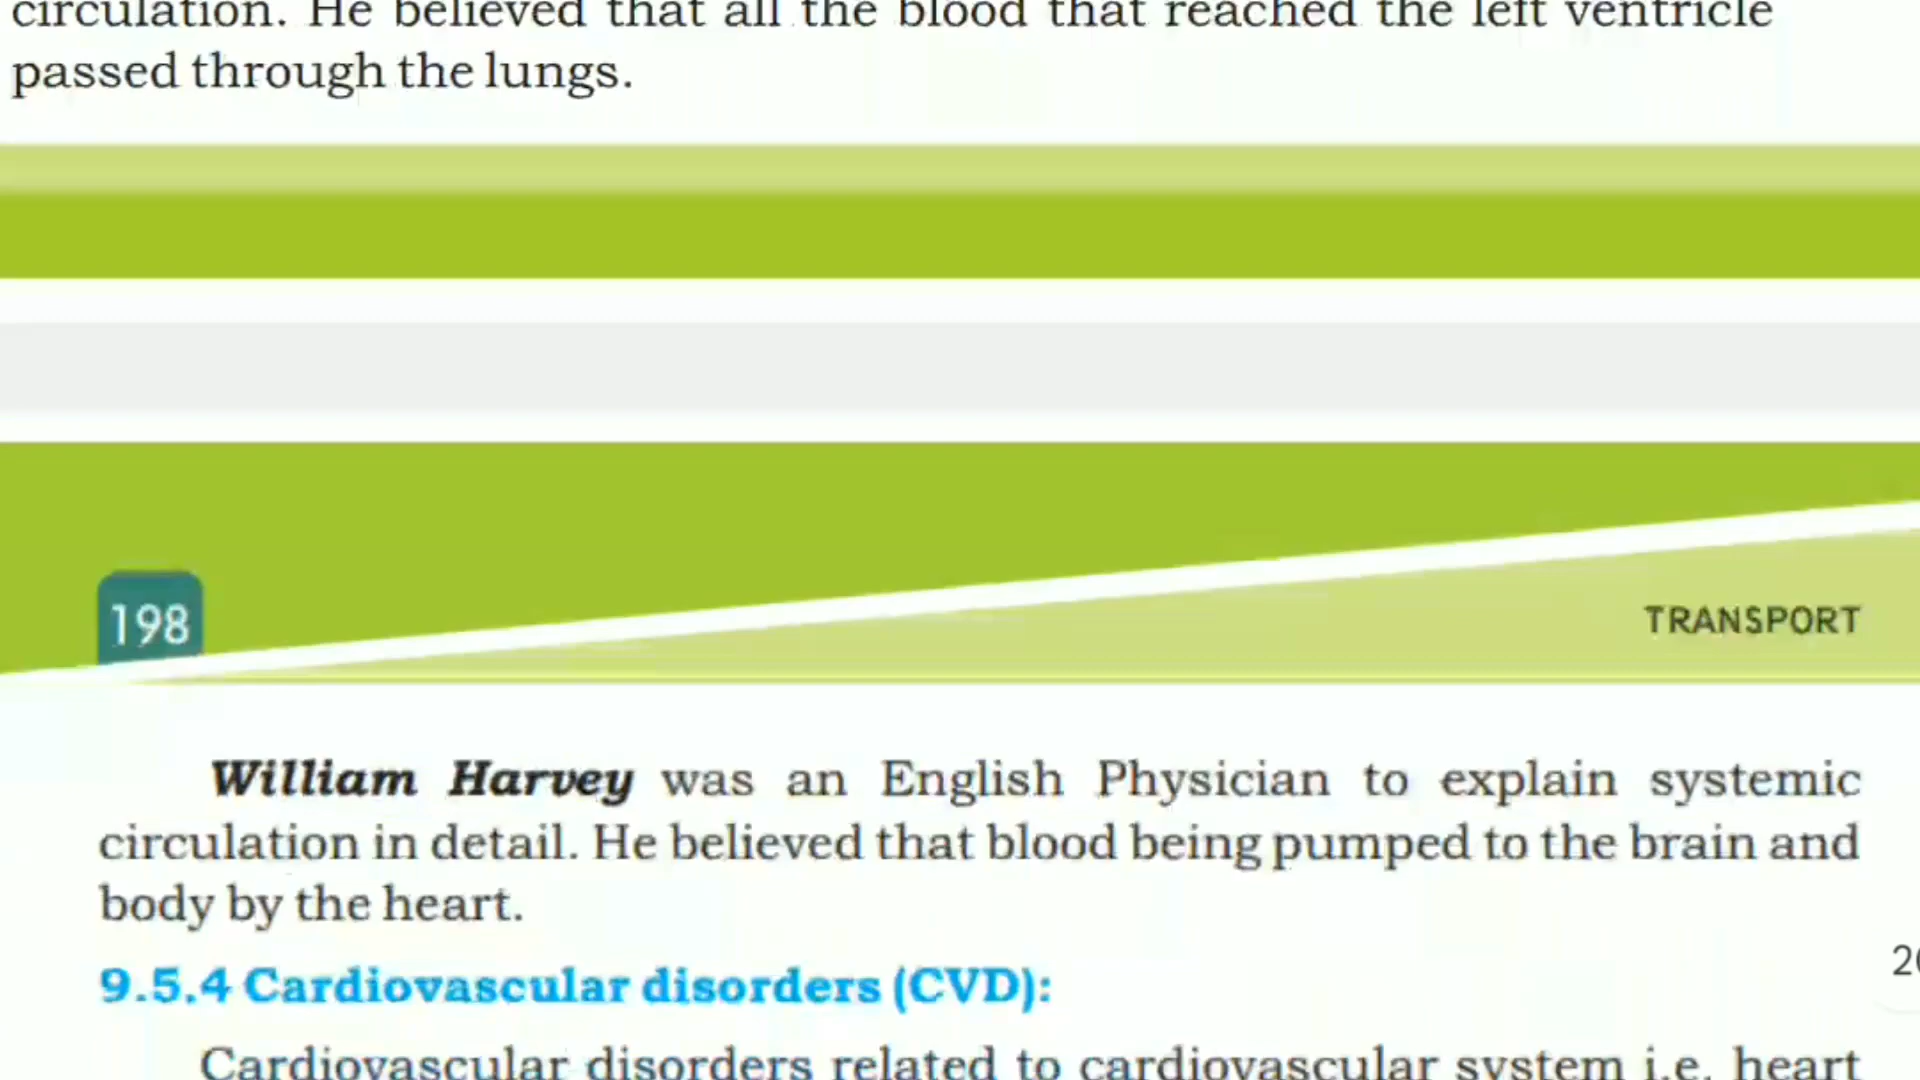 circulation. He believed that all the blood that reached the left ventricle
passed through the lungs.
198
TRANSPORT
William Harvey was an English Physician to explain systemic
circulation in detail. He believed that blood being pumped to the brain and
body by the heart.
9.5.4 Cardiovascular disorders (CVD):
Cardiovascular disorders related to cardiovascular system i.e. heart